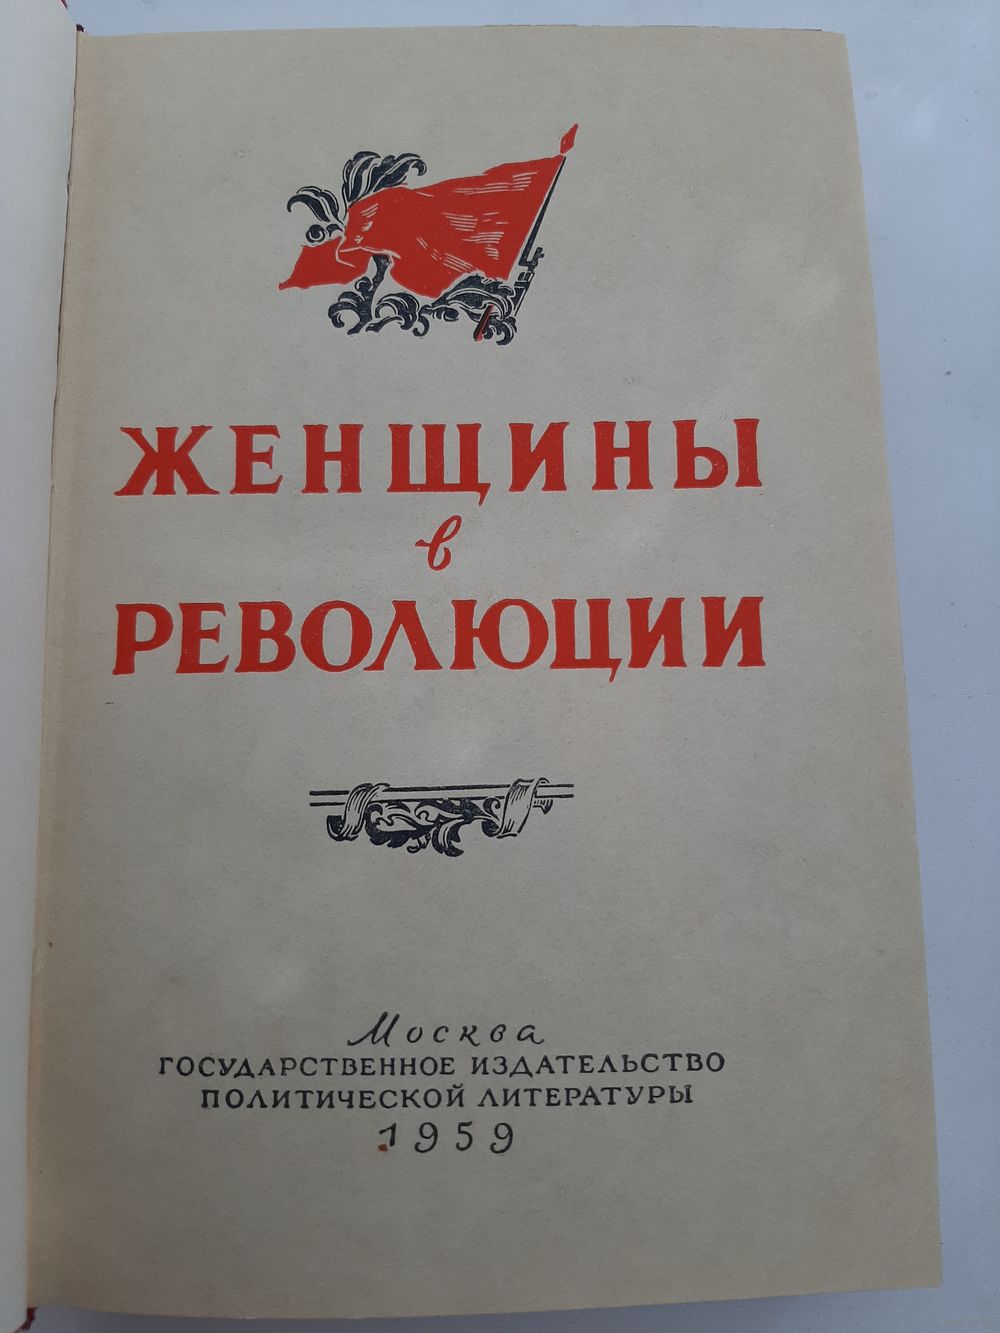 ЖЕНЩИНЫ
в
РЕВОЛЮЦИИ
Москва
ГОСУДАРСТВЕННОЕ ИЗДАТЕЛЬСТВО
ПОЛИТИЧЕСКОЙ ЛИТЕРАТУРЫ
1959